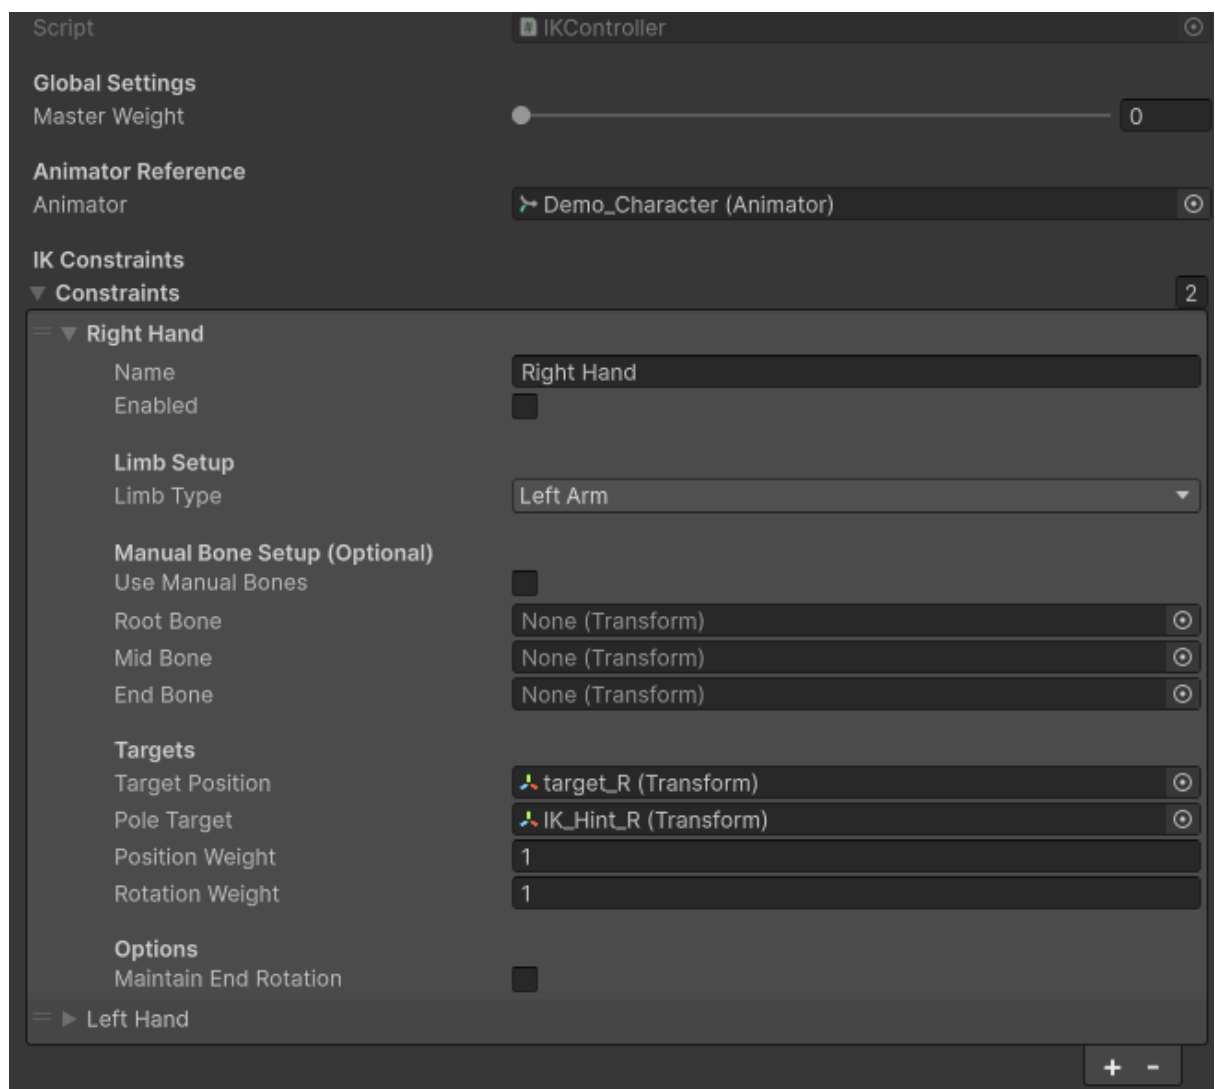 Script IKController
Global Settings
Master Weight 0
Animator Reference
Animator Demo_Character (Animator)
IK Constraints
Constraints 2
Right Hand
Name Right Hand
Enabled
Limb Setup
Limb Type Left Arm
Manual Bone Setup (Optional)
Use Manual Bones
Root Bone None (Transform)
Mid Bone None (Transform)
End Bone None (Transform)
Targets
Target Position target_R (Transform)
Pole Target IK_Hint_R (Transform)
Position Weight 1
Rotation Weight 1
Options
Maintain End Rotation
Left Hand
+ -